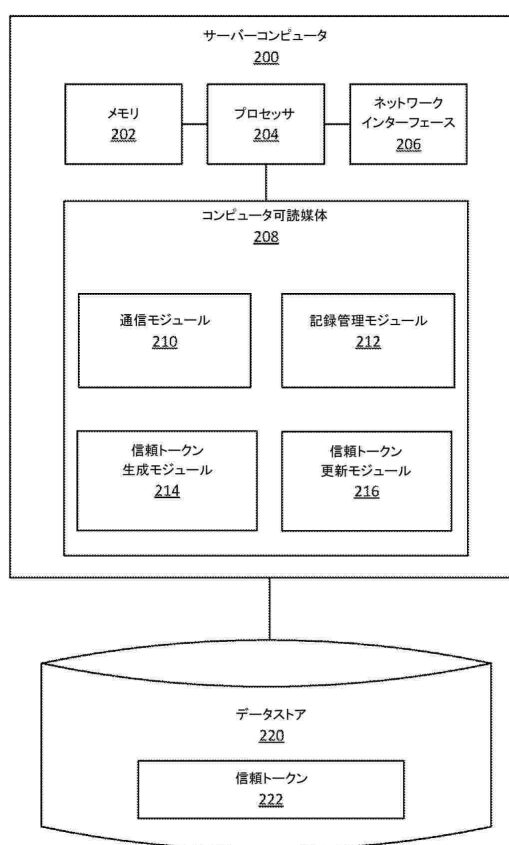 サーバーコンピュータ
200
メモリ
202
プロセッサ
204
ネットワーク
インターフェース
206
コンピュータ可読媒体
208
通信モジュール
210
記録管理モジュール
212
信頼トークン
生成モジュール
214
信頼トークン
更新モジュール
216
データストア
220
信頼トークン
222